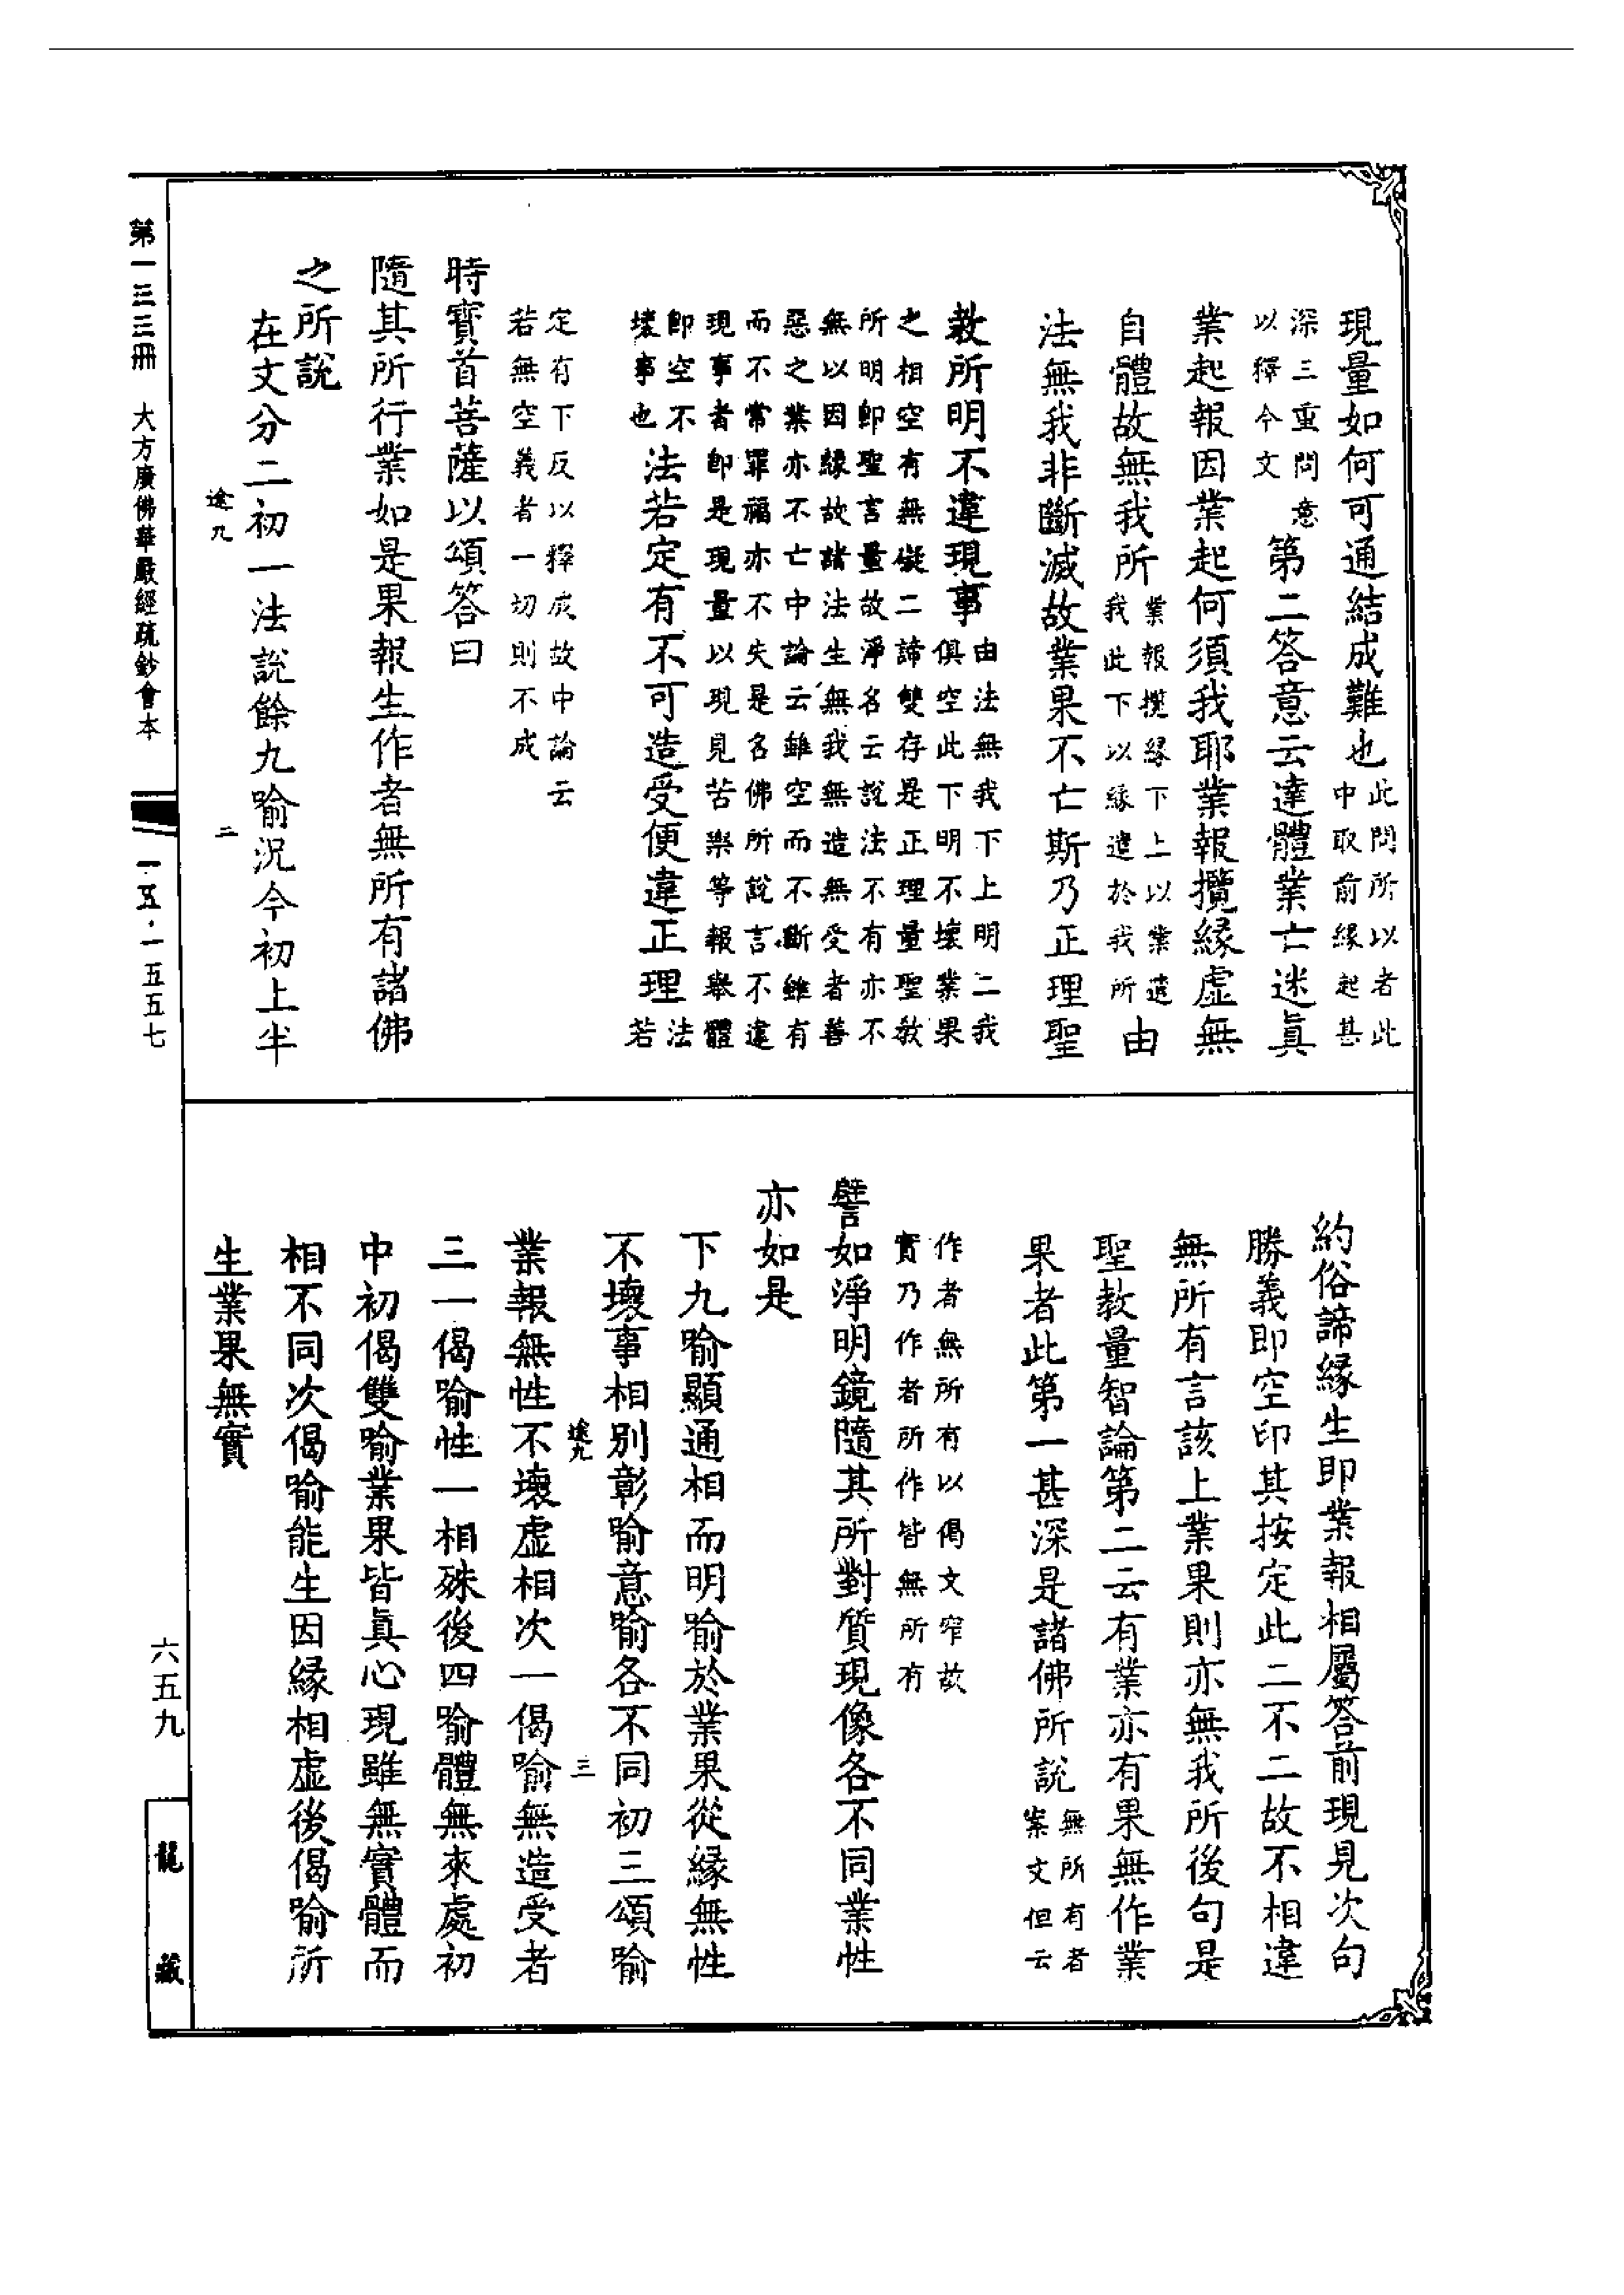 現量如何可通結成難也此問所以者此
中取前緣起甚
深三重問意
以釋今文第二答意云達體業亡迷眞
業起報因業起何須我耶業報攬緣虛無
自體故無我所業報攬緣下上以業遣
我此下以緣遣於我所由
法無我非斷滅故業果不亡斯乃正理聖
教所明不違現事由法無我下上明二我
俱空此下明不壞業果
之相空有無礙二諦雙存是正理量聖教
所明即聖言量故淨名云說法不有亦不
無以因緣故諸法生無我無造無受者善
惡之業亦不亡中論云雖空而不斷雖有
而不常罪福亦不失是名佛所說言不違
現事者即是現量以現見苦樂等報舉體
即空不
壞事也法若定有不可造受便違正理法
若
定有下反以釋成故中論云
若無空義者一切則不成
時寶首菩薩以頌答曰
隨其所行業如是果報生作者無所有諸佛
之所說
在文分二初一法說餘九喻況今初上半
約俗諦緣生即業報相屬答前現見次句
勝義即空印其按定此二不二故不相違
無所有言該上業果則亦無我所後句是
聖教量智論第二云有業亦有果無作業
果者此第一甚深是諸佛所說無所有者
案文但云
作者無所有以偈文窄故
實乃作者所作皆無所有
譬如淨明鏡隨其所對質現像各不同業性
亦如是
下九喻顯通相而明喻於業果從緣無性
不壞事相別彰喻意喻各不同初三頌喻
業報無性不壞虛相次一偈喻無造受者
三一偈喻性一相殊後四喻體無來處初
中初偈雙喻業果皆眞心現雖無實體而
相不同次偈喻能生因緣相虛後偈喻所
生業果無實
第一三三冊 大方廣佛華嚴經疏鈔會本
一五·一五五七
六五九
龍藏
途九
二
途九
三